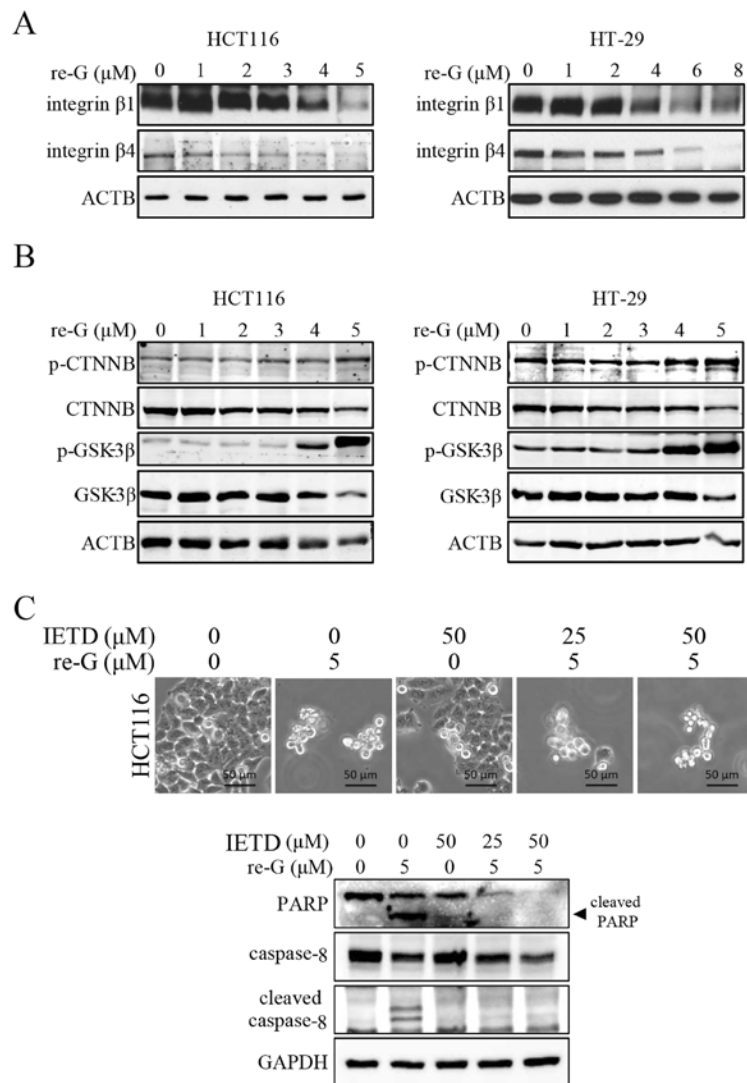 A
HCT116 HT-29
re-G (μM) 0 1 2 3 4 5 re-G (μM) 0 1 2 4 6 8
integrin β1 integrin β1
integrin β4 integrin β4
ACTB ACTB
B
HCT116 HT-29
re-G (μM) 0 1 2 3 4 5 re-G (μM) 0 1 2 3 4 5
p-CTNNB p-CTNNB
CTNNB CTNNB
p-GSK-3β p-GSK-3β
GSK-3β GSK-3β
ACTB ACTB
C
IETD (μM) 0 0 50 25 50
re-G (μM) 0 5 0 5 5
HCT116
50 μm 50 μm 50 μm 50 μm 50 μm
IETD (μM) 0 0 50 25 50
re-G (μM) 0 5 0 5 5
PARP
cleaved
PARP
caspase-8
cleaved
caspase-8
GAPDH